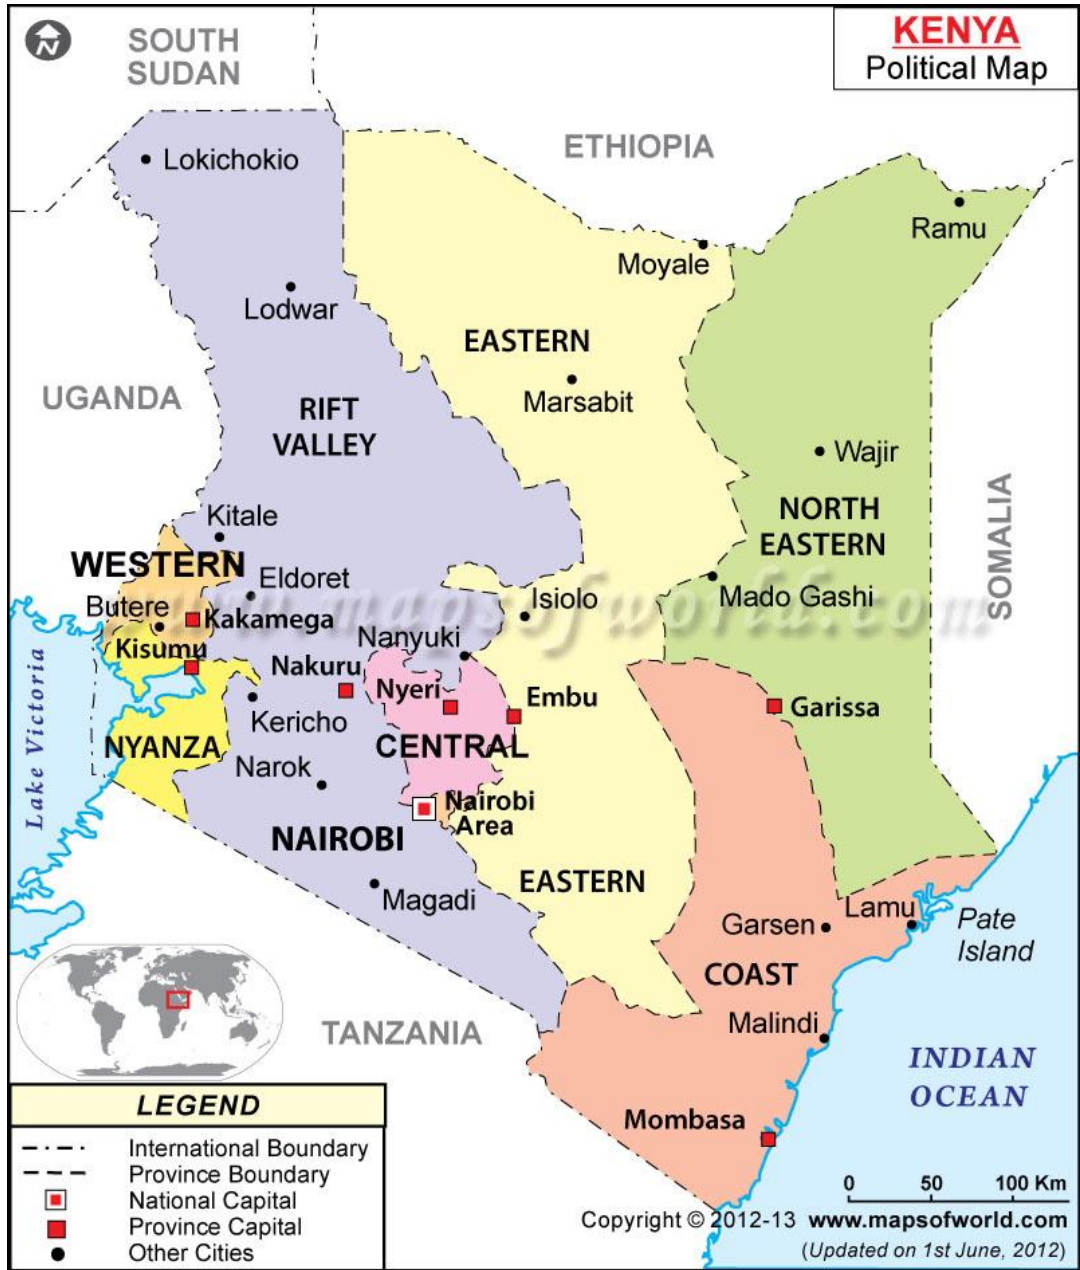 KENYA
Political Map
N
SOUTH
SUDAN
ETHIOPIA
Lokichokio
Ramu
Moyale
Lodwar
EASTERN
Marsabit
UGANDA
RIFT
VALLEY
Wajir
NORTH
EASTERN
SOMALIA
Kitale
WESTERN
Eldoret
www.mapsofworld.com
Isiolo
Mado Gashi
Butere
Kakamega
Nanyuki
Kisumu
Nakuru
Nyeri
Embu
Garissa
Lake Victoria
Kericho
NYANZA
CENTRAL
Narok
Nairobi
Area
NAIROBI
EASTERN
Magadi
Garsen
Lamu
Pate
Island
COAST
TANZANIA
Malindi
INDIAN
OCEAN
Mombasa
LEGEND
International Boundary
Province Boundary
National Capital
Province Capital
Other Cities
0 50 100 Km
Copyright © 2012-13 www.mapsofworld.com
(Updated on 1st June, 2012)